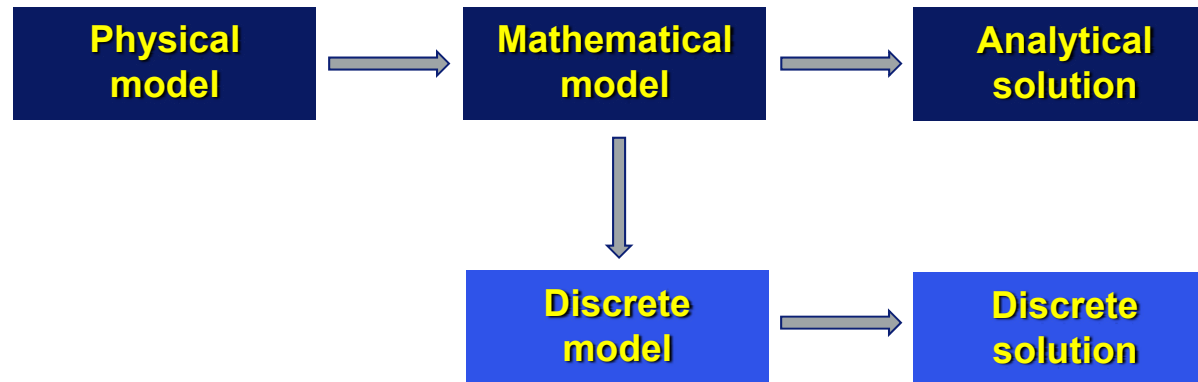 Physical
model
Mathematical
model
Analytical
solution
Discrete
model
Discrete
solution